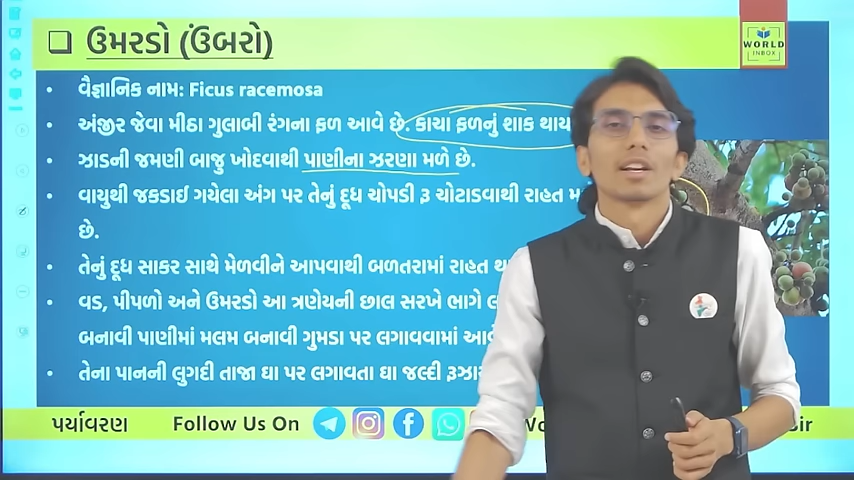 ❑ ઉમરડો (ઉંબરો)
WORLD
INBOX
• વૈજ્ઞાનિક નામ: Ficus racemosa
• અંજીર જેવા મીઠા ગુલાબી રંગના ફળ આવે છે. કાચા ફળનું શાક થાય
• ઝાડની જમણી બાજુ ખોદવાથી પાણીના ઝરણા મળે છે.
• વાયુથી જકડાઈ ગયેલા અંગ પર તેનું દૂધ ચોપડી રૂ ચોટાડવાથી રાહત
છે.
• તેનું દૂધ સાકર સાથે મેળવીને આપવાથી બળતરામાં રાહત
• વડ, પીપળો અને ઉમરડો આ ત્રણેયની છાલ સરખે ભાગે
બનાવી પાણીમાં મલમ બનાવી ગુમડા પર લગાવવામાં
• તેના પાનની લુગદી તાજા ઘા પર લગાવતા ઘા જલ્દી
પર્યાવરણ Follow Us On